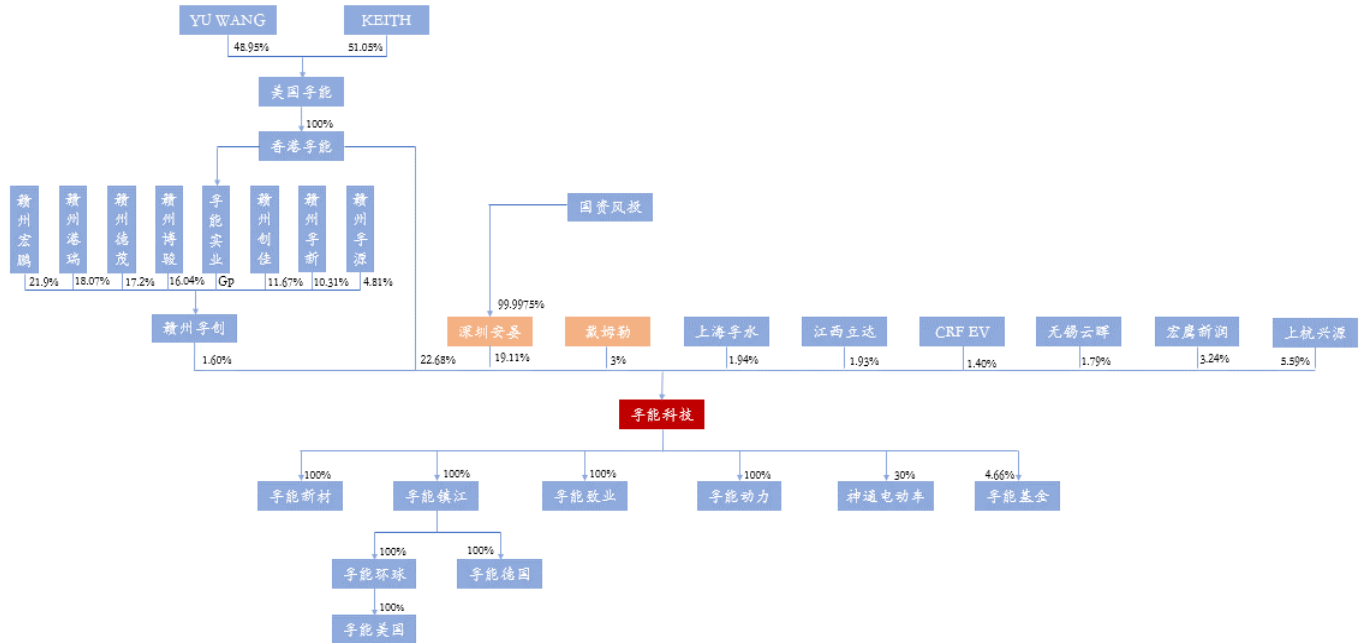 YU WANG
KEITH
48.95%
51.05%
美国孚能
100%
香港孚能
赣州宏鹏
赣州港瑞
赣州德茂
赣州博骏
孚能实业
赣州创佳
赣州孚新
赣州孚源
国资风投
21.9%
18.07%
17.2%
16.04%
Gp
11.67%
10.31%
4.81%
99.9975%
赣州孚创
深圳安晏
戴姆勒
上海孚水
江西立达
CRF EV
无锡云晖
宏鹰新润
上杭兴源
1.60%
22.68%
19.11%
3%
1.94%
1.93%
1.40%
1.79%
3.24%
5.59%
孚能科技
100%
100%
100%
100%
30%
4.66%
孚能新材
孚能镇江
孚能致业
孚能动力
神通电动车
孚能基金
100%
100%
孚能环球
孚能德国
100%
孚能美国